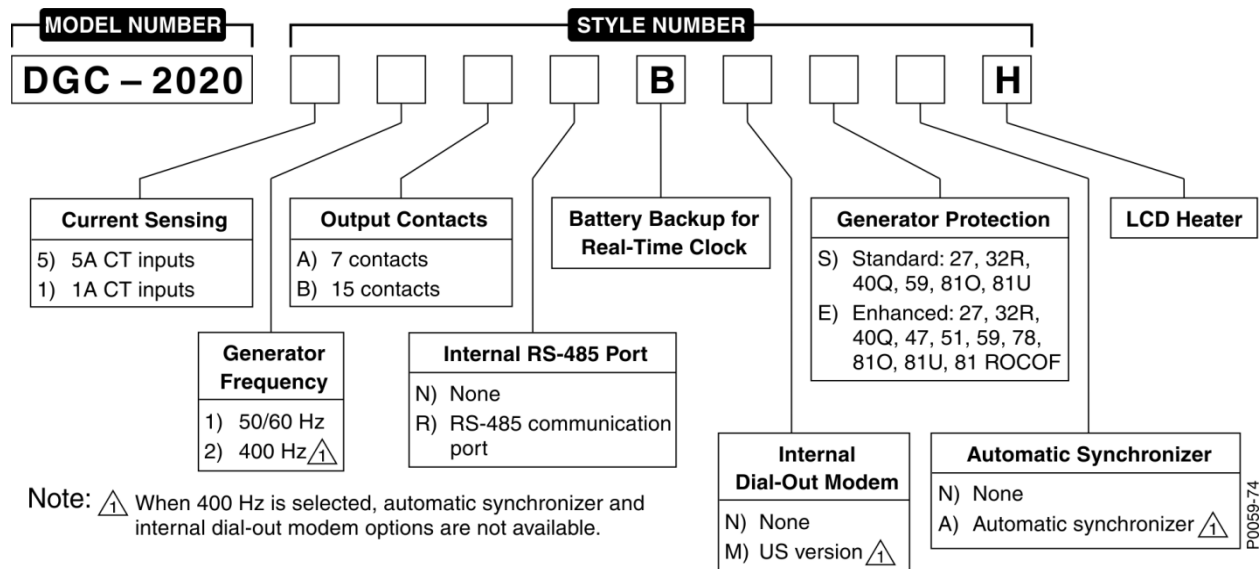 MODEL NUMBER
STYLE NUMBER
DGC – 2020
B
H
Current Sensing
5) 5A CT inputs
1) 1A CT inputs
Generator
Frequency
1) 50/60 Hz
2) 400 Hz 1
Output Contacts
A) 7 contacts
B) 15 contacts
Internal RS-485 Port
N) None
R) RS-485 communication
port
Battery Backup for
Real-Time Clock
Internal
Dial-Out Modem
N) None
M) US version 1
Generator Protection
S) Standard: 27, 32R,
40Q, 59, 81O, 81U
E) Enhanced: 27, 32R,
40Q, 47, 51, 59, 78,
81O, 81U, 81 ROCOF
Automatic Synchronizer
N) None
A) Automatic synchronizer 1
LCD Heater
Note: 1 When 400 Hz is selected, automatic synchronizer and
internal dial-out modem options are not available.
P0059-74